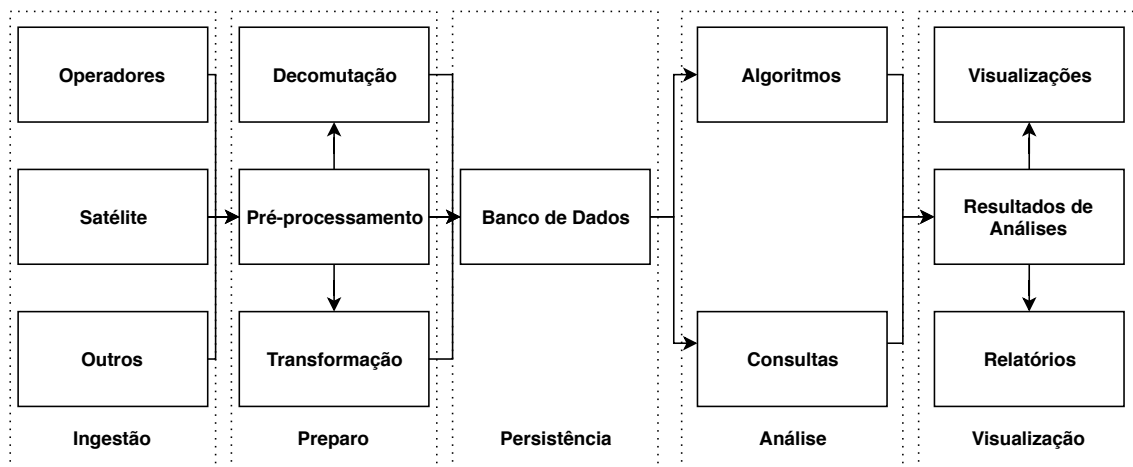 Operadores
Decomutação
Algoritmos
Visualizações
Satélite
Pré-processamento
Banco de Dados
Resultados de
Análises
Outros
Transformação
Consultas
Relatórios
Ingestão
Preparo
Persistência
Análise
Visualização